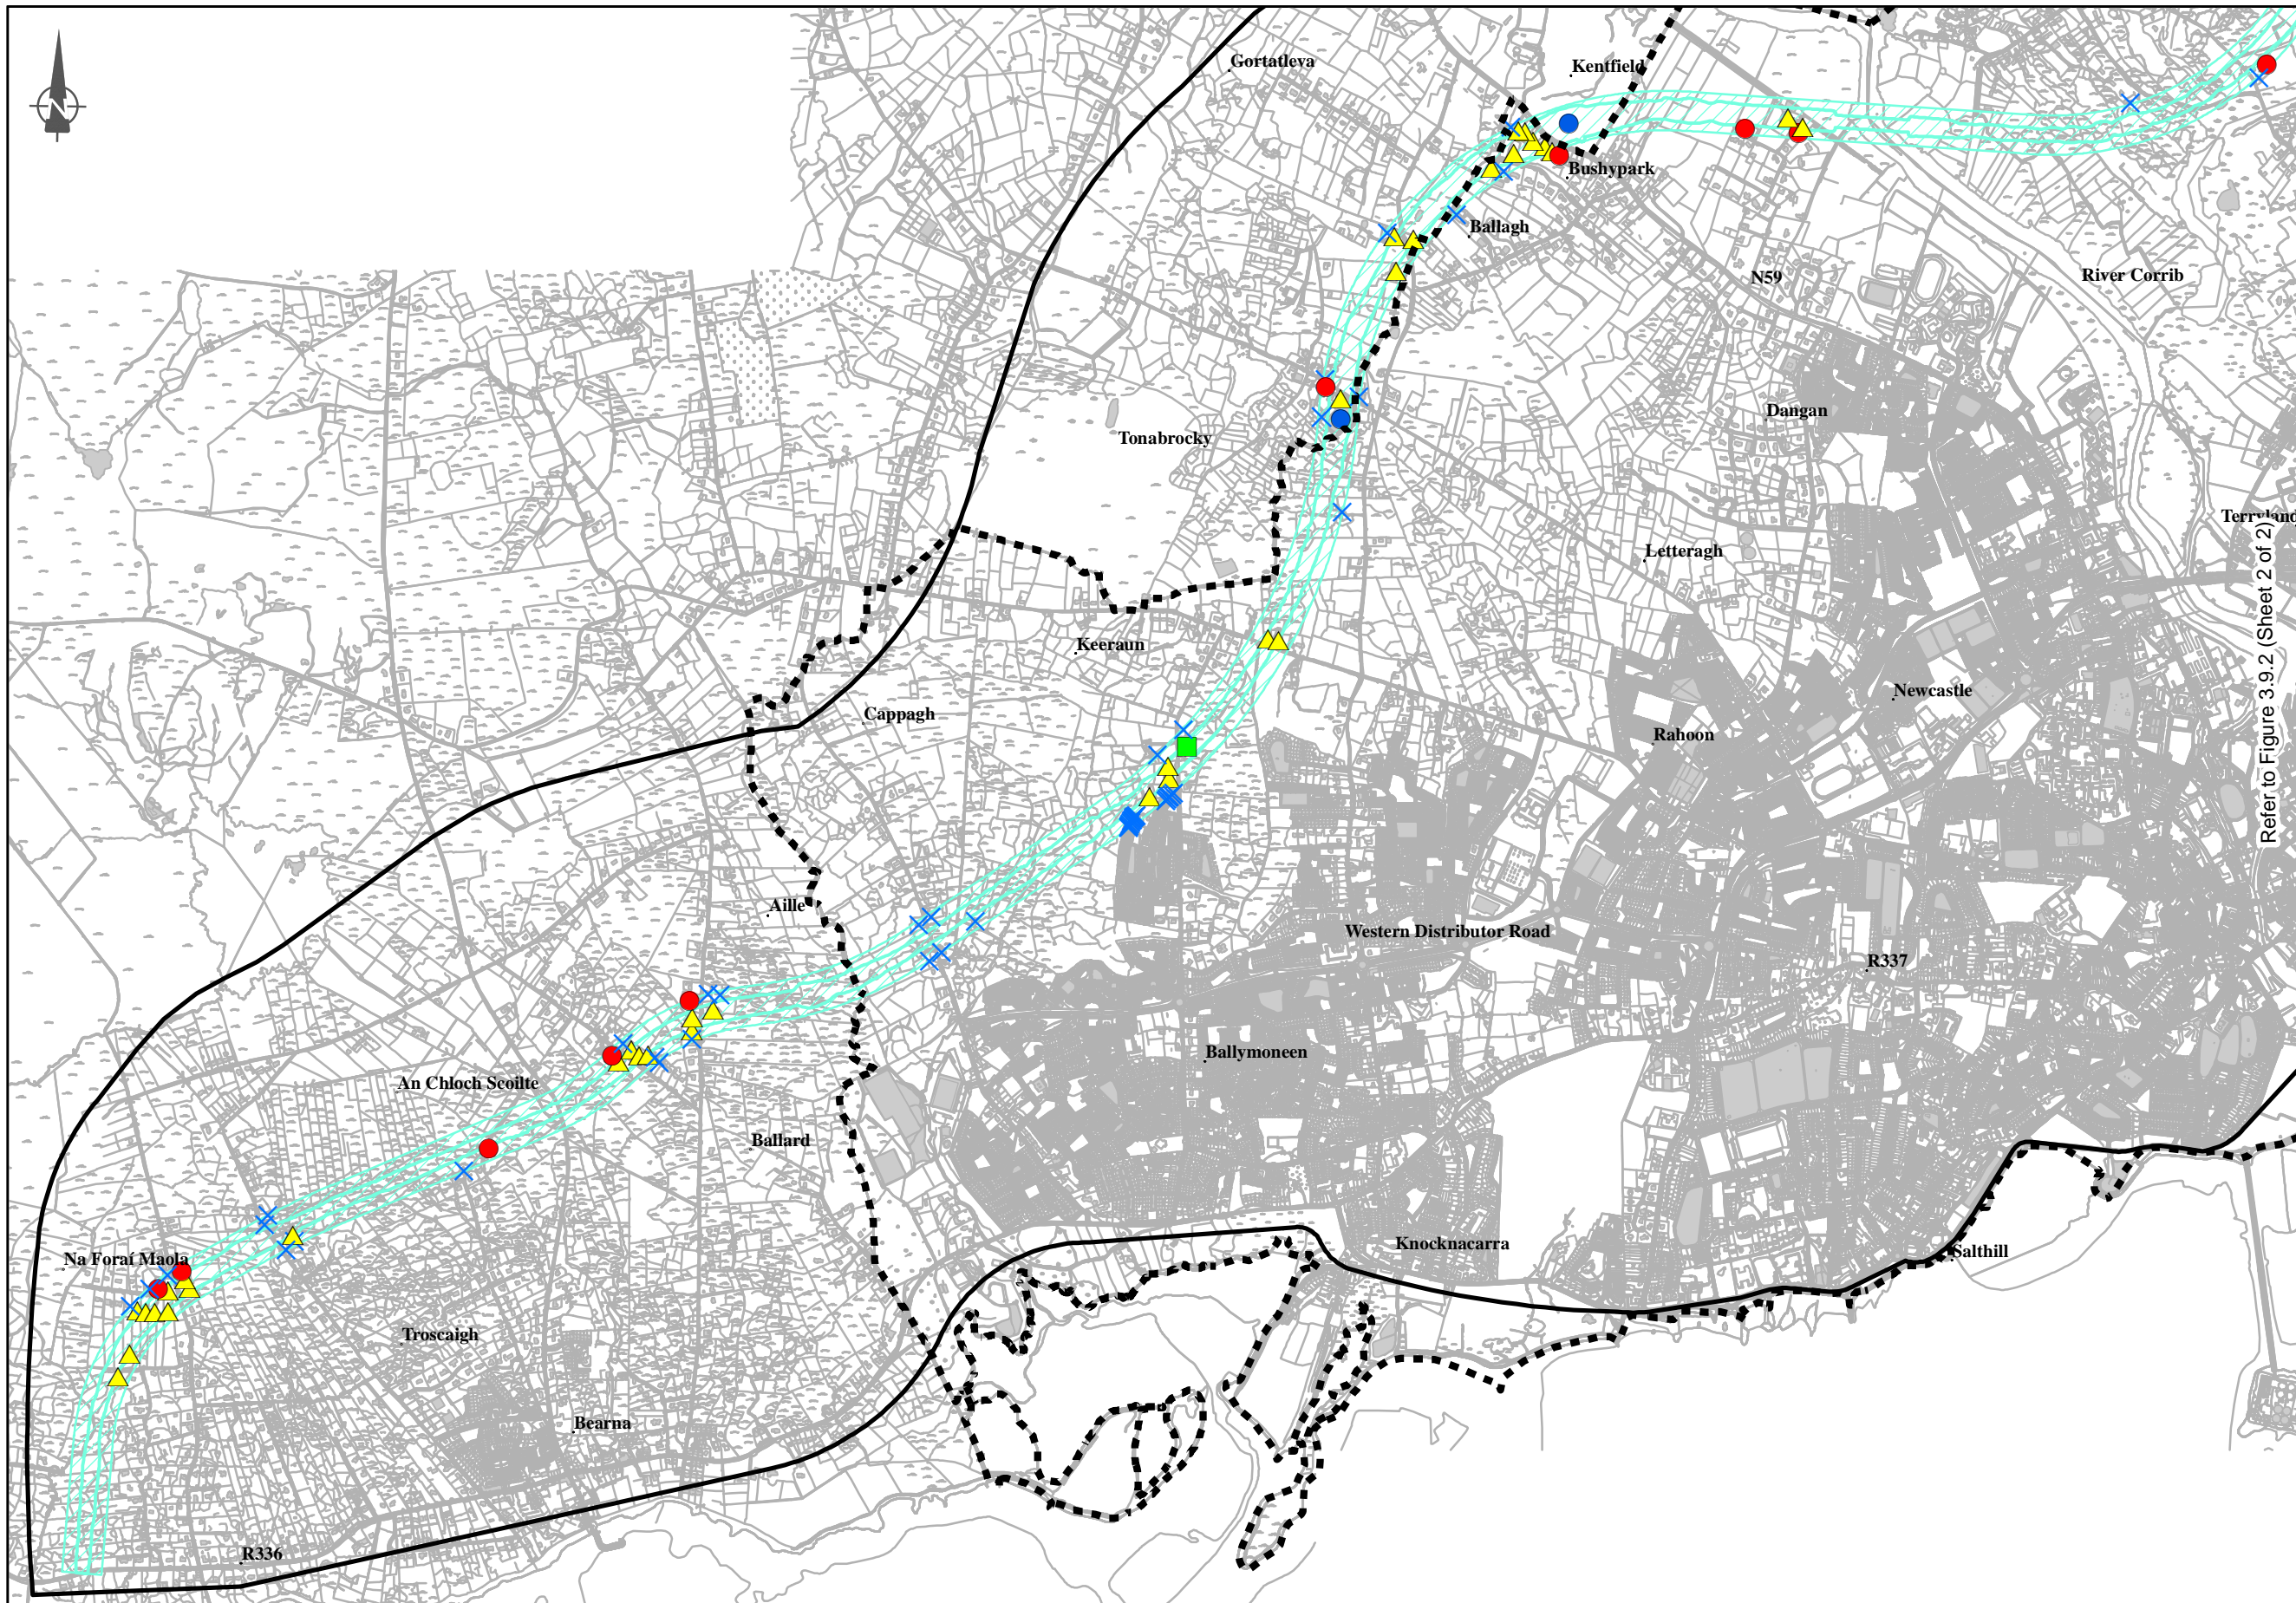 N
Gortatleva
Kentfield
Bushypark
Ballagh
N59
River Corrib
Dangan
Tonabrocky
Terryland
Letteragh
Keeraun
Newcastle
Cappagh
Rahoon
Refer to Figure 3.9.2 (Sheet 2 of 2)
Aille
Western Distributor Road
R337
Ballymoneen
An Chloch Scoilte
Ballard
Knocknacarra
Salthill
Na Foraí Maola
Troscaigh
Bearna
R336